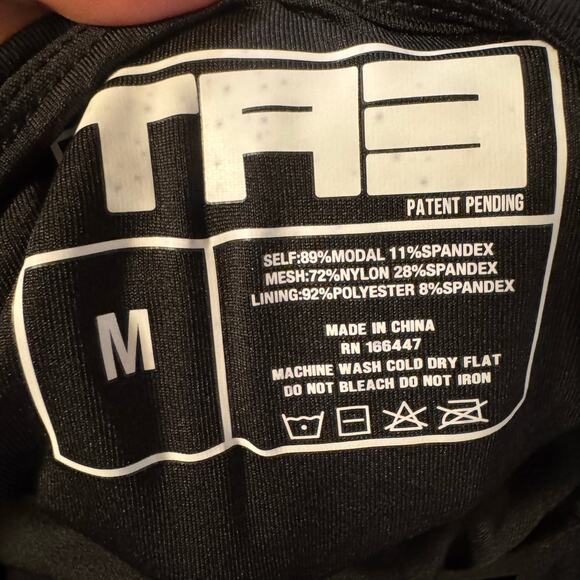 TA3
PATENT PENDING
M
SELF:89%MODAL 11%SPANDEX
MESH:72%NYLON 28%SPANDEX
LINING:92%POLYESTER 8%SPANDEX
MADE IN CHINA
RN 166447
MACHINE WASH COLD DRY FLAT
DO NOT BLEACH DO NOT IRON